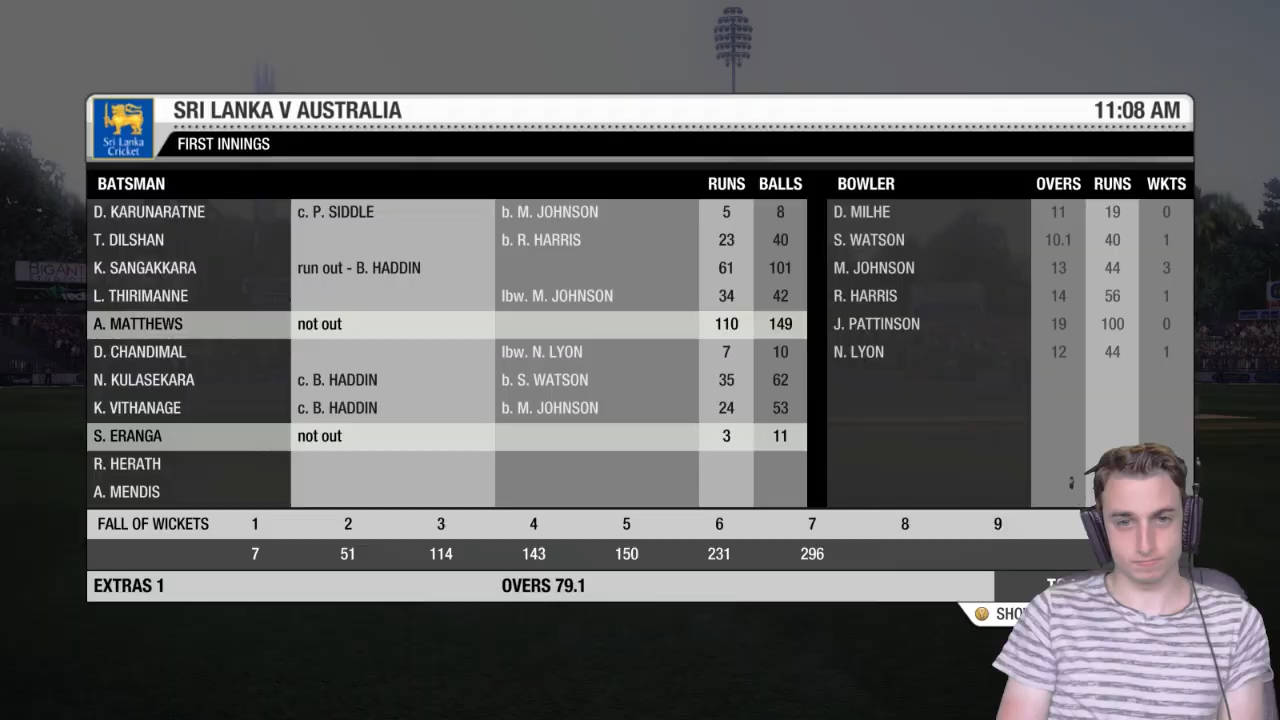 SRI LANKA V AUSTRALIA 11:08 AM
Sri Lanka
Cricket
FIRST INNINGS
BATSMAN RUNS BALLS BOWLER OVERS RUNS WKTS
D. KARUNARATNE c. P. SIDDLE b. M. JOHNSON 5 8 D. MILHE 11 19 0
T. DILSHAN b. R. HARRIS 23 40 S. WATSON 10.1 40 1
K. SANGAKKARA run out - B. HADDIN 61 101 M. JOHNSON 13 44 3
L. THIRIMANNE lbw. M. JOHNSON 34 42 R. HARRIS 14 56 1
A. MATTHEWS not out 110 149 J. PATTINSON 19 100 0
D. CHANDIMAL lbw. N. LYON 7 10 N. LYON 12 44 1
N. KULASEKARA c. B. HADDIN b. S. WATSON 35 62
K. VITHANAGE c. B. HADDIN b. M. JOHNSON 24 53
S. ERANGA not out 3 11
R. HERATH
A. MENDIS
FALL OF WICKETS 1 2 3 4 5 6 7 8 9
7 51 114 143 150 231 296
EXTRAS 1 OVERS 79.1
Y